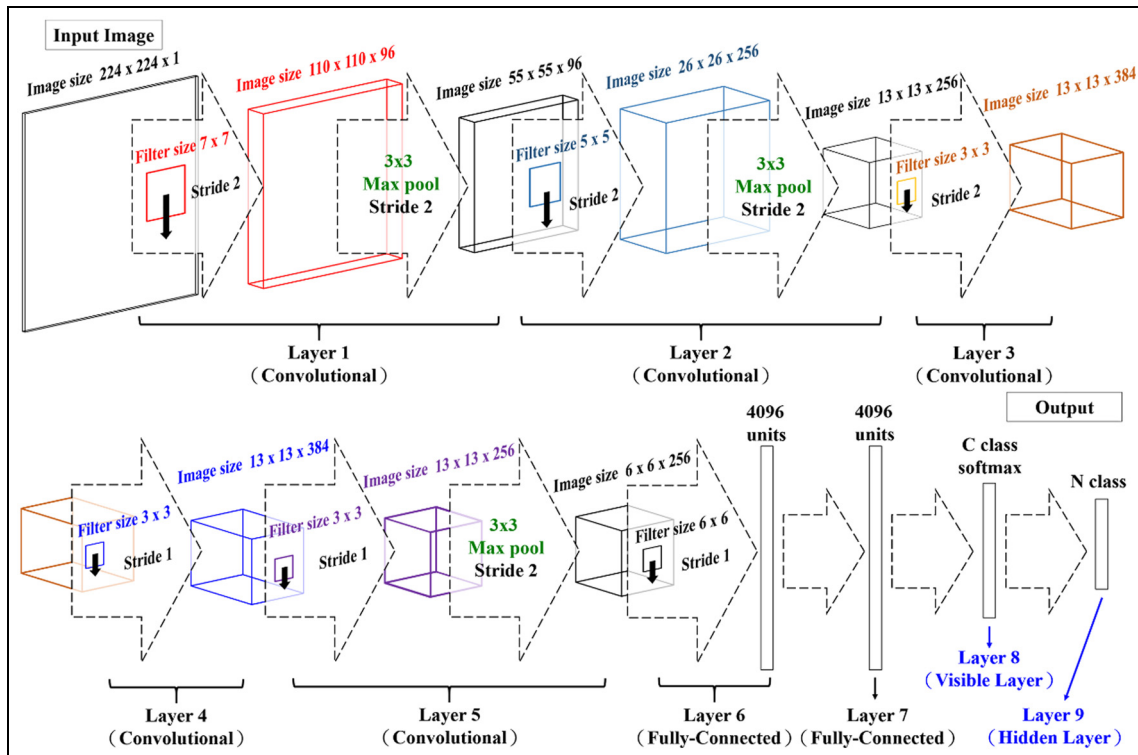 Input Image
Image size 224 x 224 x 1
Filter size 7 x 7
Stride 2
Image size 110 x 110 x 96
3x3
Max pool
Stride 2
Image size 55 x 55 x 96
Filter size 5 x 5
Stride 2
Image size 26 x 26 x 256
3x3
Max pool
Stride 2
Image size 13 x 13 x 256
Filter size 3 x 3
Stride 2
Image size 13 x 13 x 384
Layer 1
（Convolutional）
Layer 2
（Convolutional）
Layer 3
（Convolutional）
Filter size 3 x 3
Stride 1
Image size 13 x 13 x 384
Filter size 3 x 3
Stride 1
Image size 13 x 13 x 256
3x3
Max pool
Stride 2
Image size 6 x 6 x 256
Filter size 6 x 6
Stride 1
4096
units
4096
units
C class
softmax
Output
N class
Layer 4
（Convolutional）
Layer 5
（Convolutional）
Layer 6
（Fully-Connected）
Layer 7
（Fully-Connected）
Layer 8
（Visible Layer）
Layer 9
（Hidden Layer）